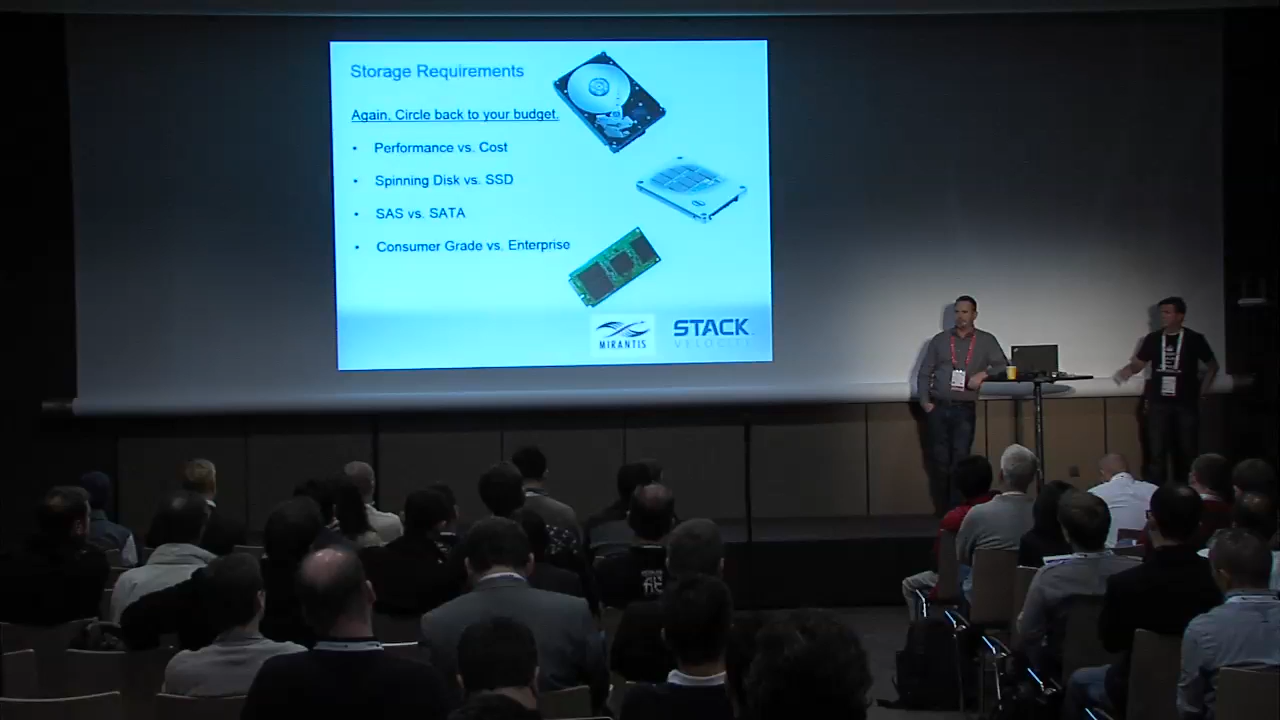 Storage Requirements
Again, Circle back to your budget.
• Performance vs. Cost
• Spinning Disk vs. SSD
• SAS vs. SATA
• Consumer Grade vs. Enterprise
MIRANTIS
STACK
VELOCITY